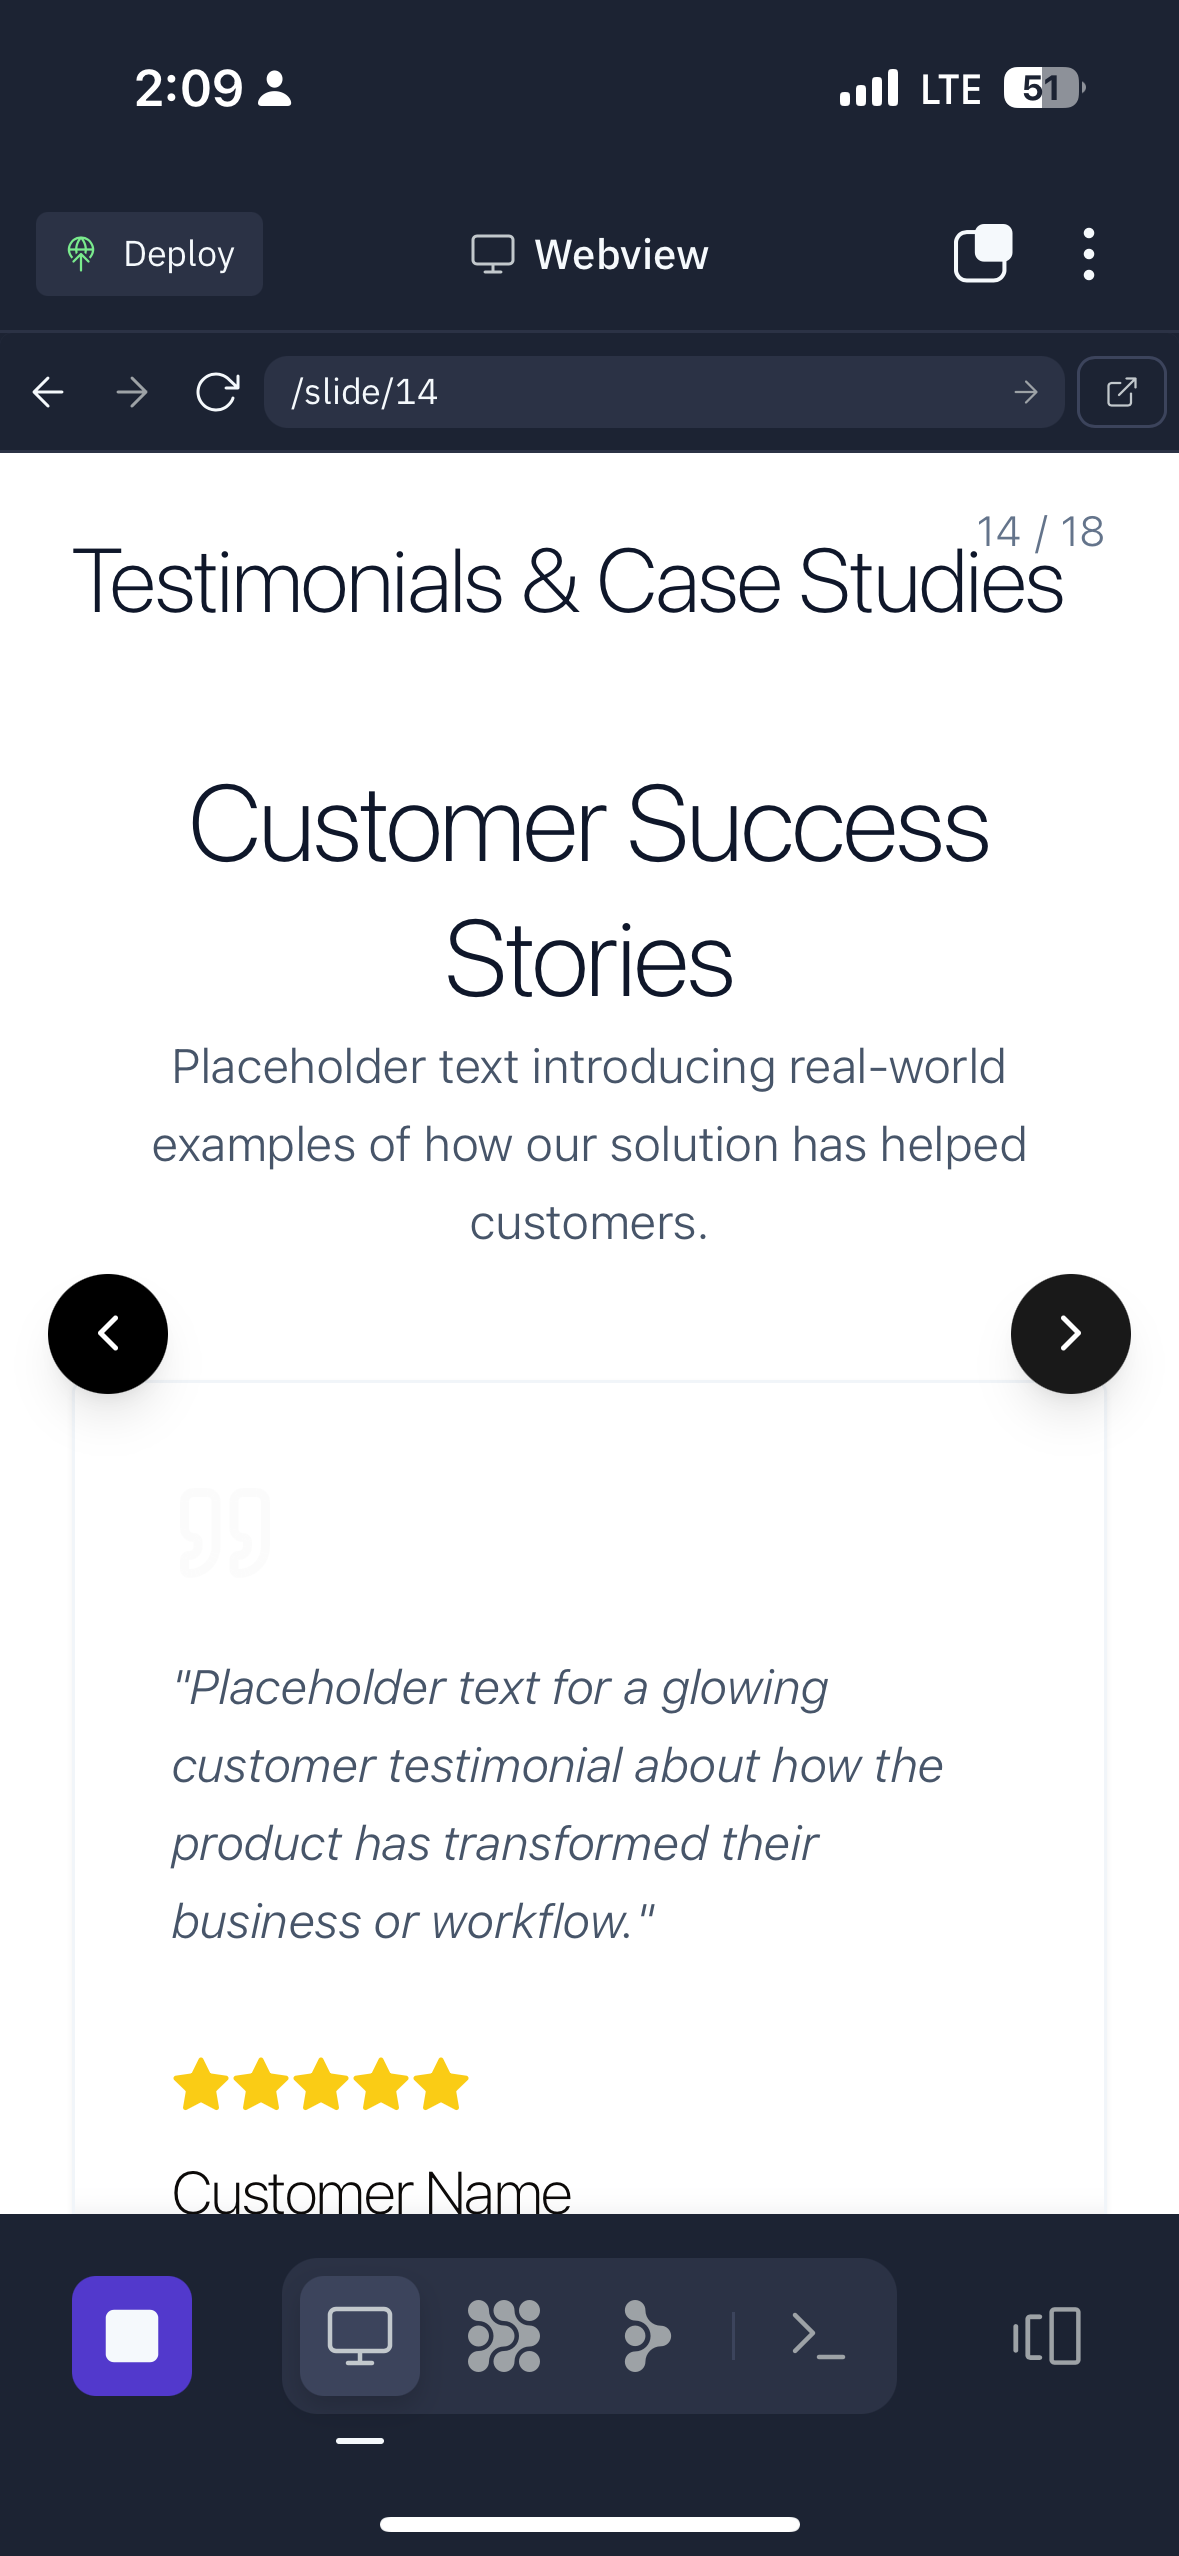 2:09
LTE
51
Deploy
Webview
/slide/14
14 / 18
Testimonials & Case Studies
Customer Success
Stories
Placeholder text introducing real-world
examples of how our solution has helped
customers.
"Placeholder text for a glowing
customer testimonial about how the
product has transformed their
business or workflow."
Customer Name